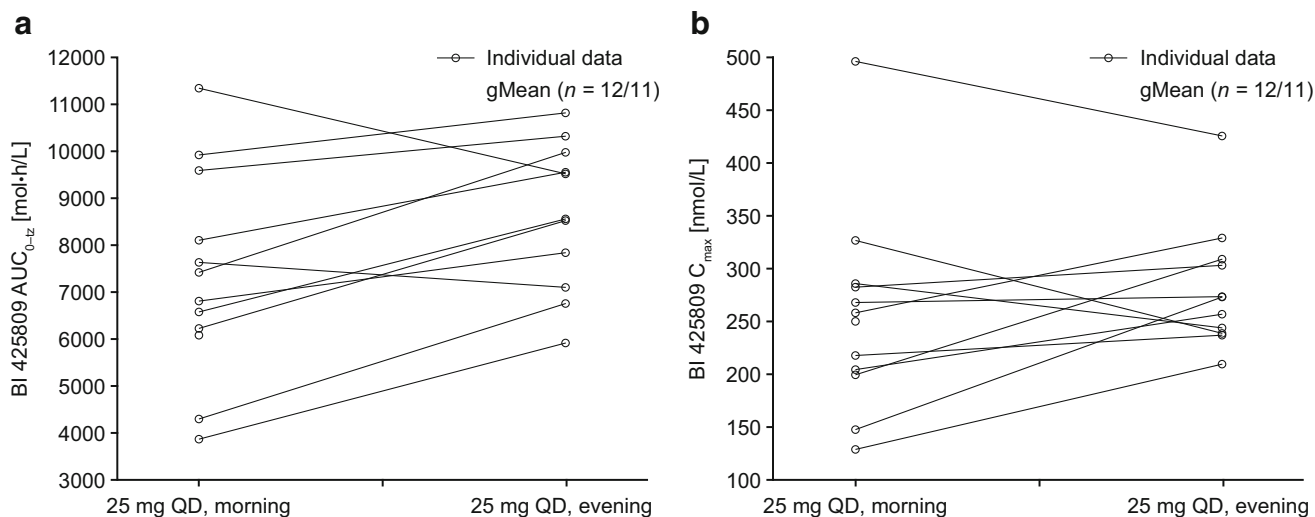 a
Individual data
gMean (n = 12/11)
BI 425809 AUC0–tz [mol·h/L]
12000
11000
10000
9000
8000
7000
6000
5000
4000
3000
25 mg QD, morning
25 mg QD, evening
b
Individual data
gMean (n = 12/11)
BI 425809 Cmax [nmol/L]
500
450
400
350
300
250
200
150
100
25 mg QD, morning
25 mg QD, evening